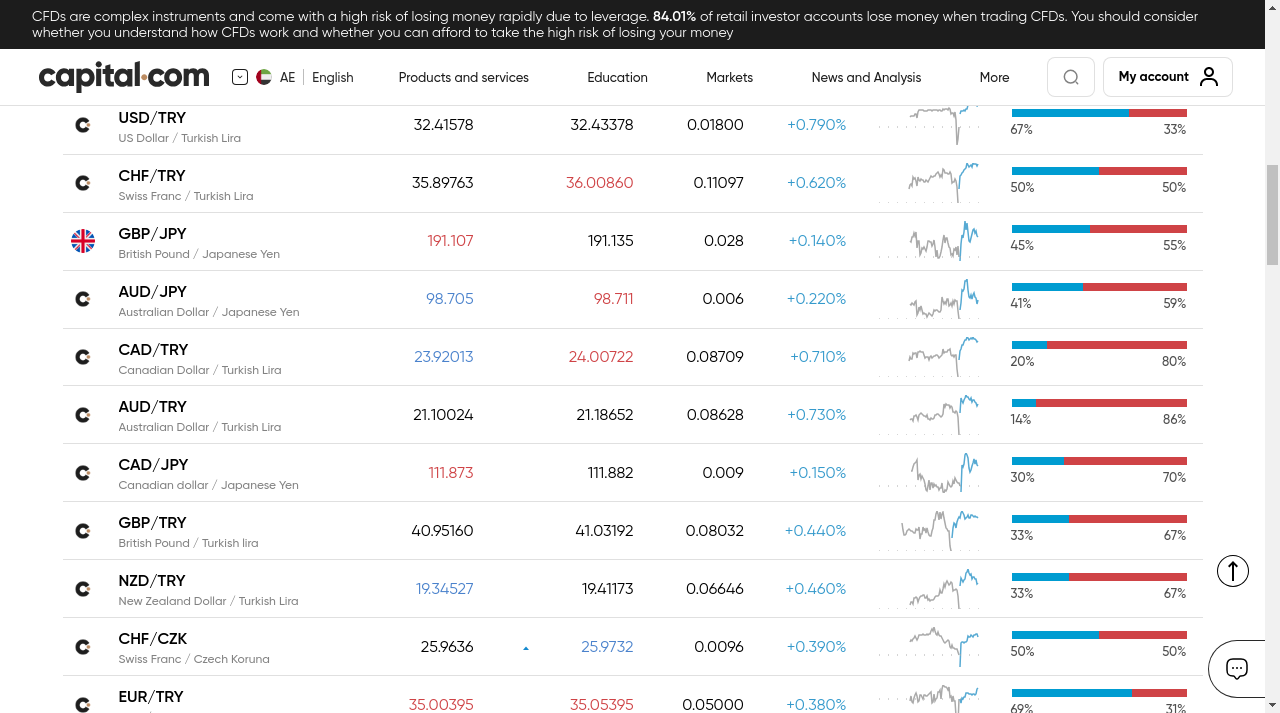 CFDs are complex instruments and come with a high risk of losing money rapidly due to leverage. 84.01% of retail investor accounts lose money when trading CFDs. You should consider
whether you understand how CFDs work and whether you can afford to take the high risk of losing your money
capital.com AE English Products and services Education Markets News and Analysis More My account
USD/TRY 32.41578 32.43378 0.01800 +0.790%
US Dollar / Turkish Lira 67% 33%
CHF/TRY 35.89763 36.00860 0.11097 +0.620%
Swiss Franc / Turkish Lira 50% 50%
GBP/JPY 191.107 191.135 0.028 +0.140%
British Pound / Japanese Yen 45% 55%
AUD/JPY 98.705 98.711 0.006 +0.220%
Australian Dollar / Japanese Yen 41% 59%
CAD/TRY 23.92013 24.00722 0.08709 +0.710%
Canadian Dollar / Turkish Lira 20% 80%
AUD/TRY 21.10024 21.18652 0.08628 +0.730%
Australian Dollar / Turkish Lira 14% 86%
CAD/JPY 111.873 111.882 0.009 +0.150%
Canadian dollar / Japanese Yen 30% 70%
GBP/TRY 40.95160 41.03192 0.08032 +0.440%
British Pound / Turkish lira 33% 67%
NZD/TRY 19.34527 19.41173 0.06646 +0.460%
New Zealand Dollar / Turkish Lira 33% 67%
CHF/CZK 25.9636 25.9732 0.0096 +0.390%
Swiss Franc / Czech Koruna 50% 50%
EUR/TRY 35.00395 35.05395 0.05000 +0.380%
69% 31%